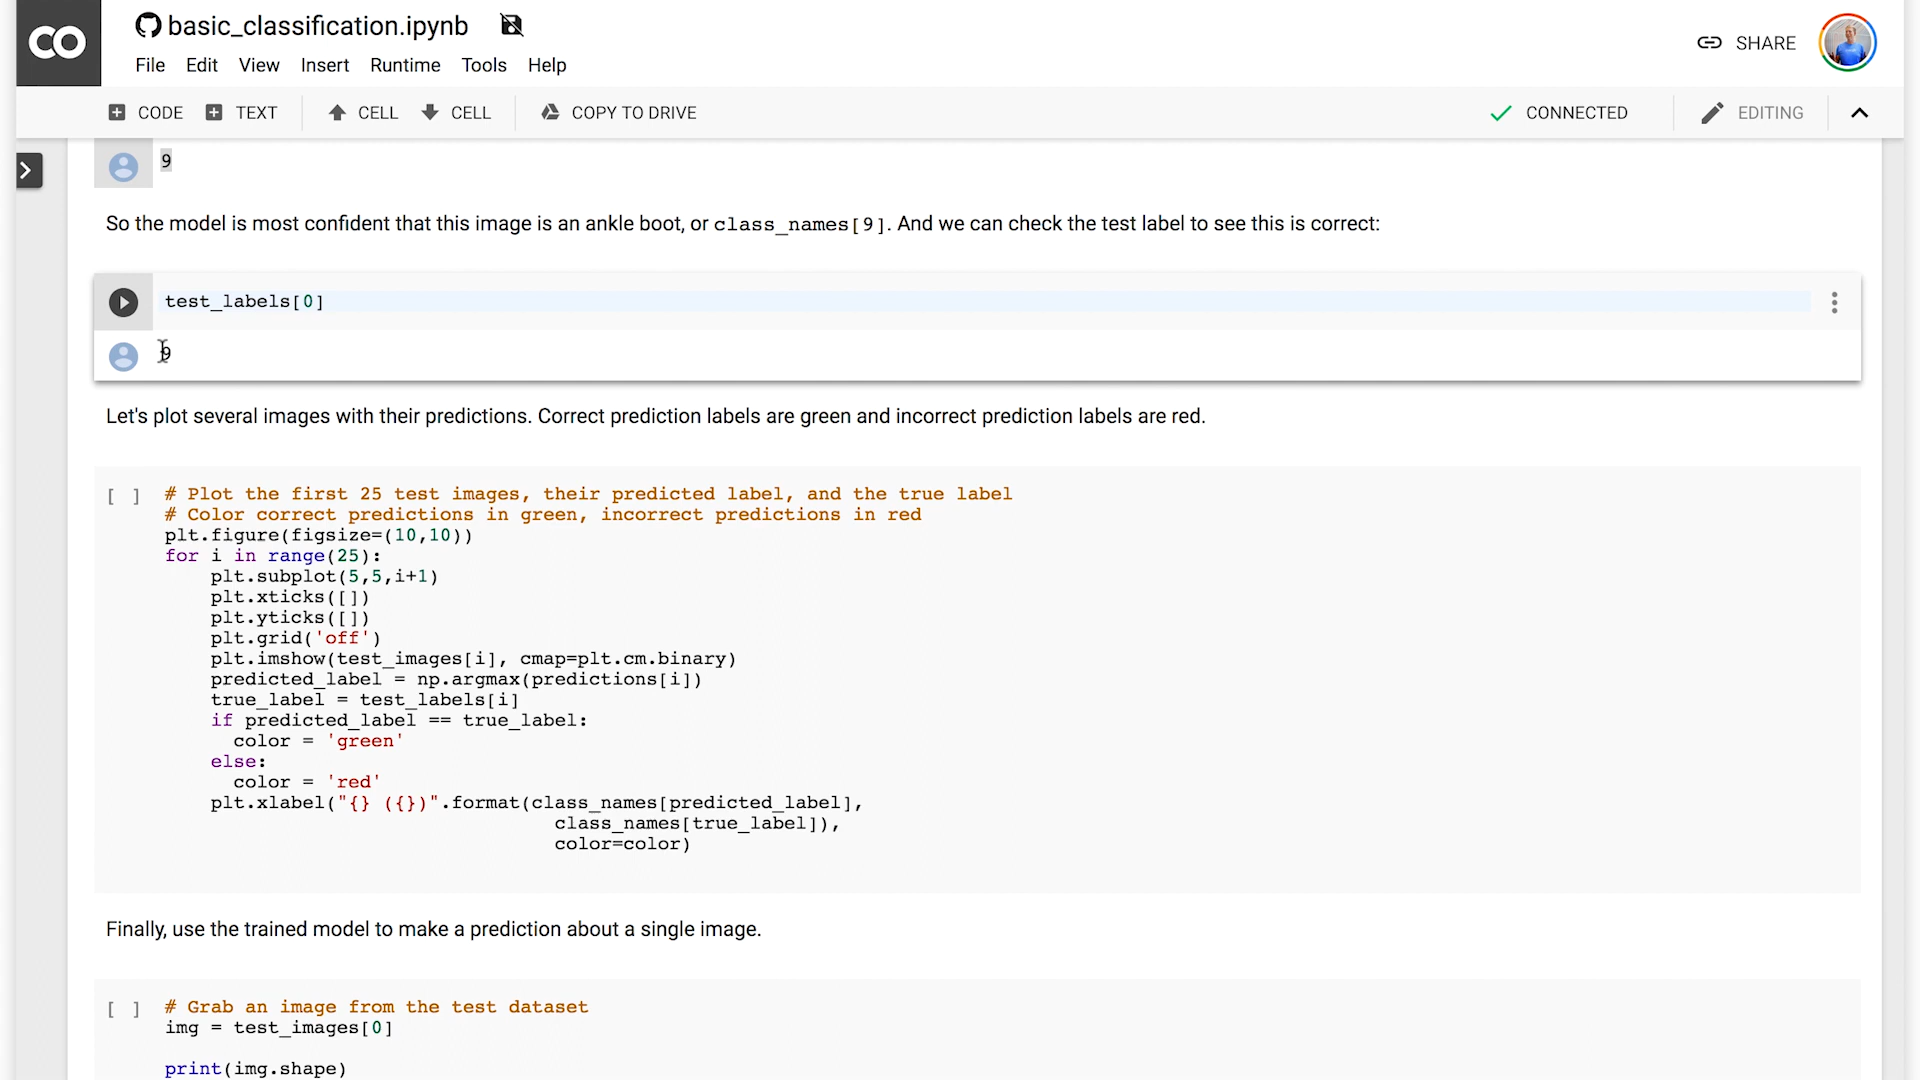 CO
basic_classification.ipynb
File Edit View Insert Runtime Tools Help
SHARE
CODE TEXT CELL CELL COPY TO DRIVE CONNECTED EDITING
9
So the model is most confident that this image is an ankle boot, or class_names[9]. And we can check the test label to see this is correct:
test_labels[0]
9
Let's plot several images with their predictions. Correct prediction labels are green and incorrect prediction labels are red.
[ ] # Plot the first 25 test images, their predicted label, and the true label
# Color correct predictions in green, incorrect predictions in red
plt.figure(figsize=(10,10))
for i in range(25):
    plt.subplot(5,5,i+1)
    plt.xticks([])
    plt.yticks([])
    plt.grid('off')
    plt.imshow(test_images[i], cmap=plt.cm.binary)
    predicted_label = np.argmax(predictions[i])
    true_label = test_labels[i]
    if predicted_label == true_label:
      color = 'green'
    else:
      color = 'red'
    plt.xlabel("{} ({})".format(class_names[predicted_label],
                                  class_names[true_label]),
                                  color=color)
Finally, use the trained model to make a prediction about a single image.
[ ] # Grab an image from the test dataset
img = test_images[0]
print(img.shape)